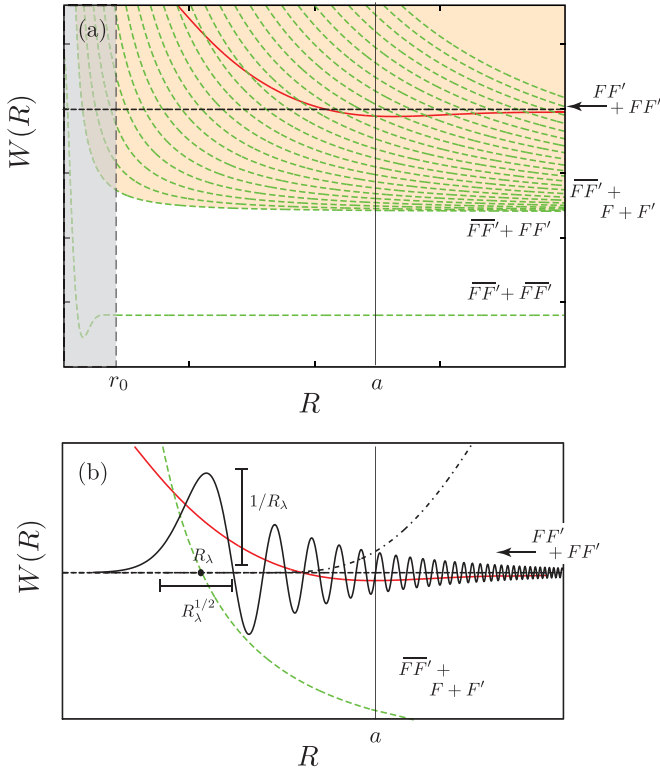 (a)
W(R)
FF′
+ FF′
\overline{FF}′ +
F + F′
\overline{FF}′ + FF′
\overline{FF}′ + \overline{FF}′
r₀
R
a
(b)
W(R)
1/R_λ
R_λ
R_λ^{1/2}
FF′
+ FF′
\overline{FF}′ +
F + F′
a
R